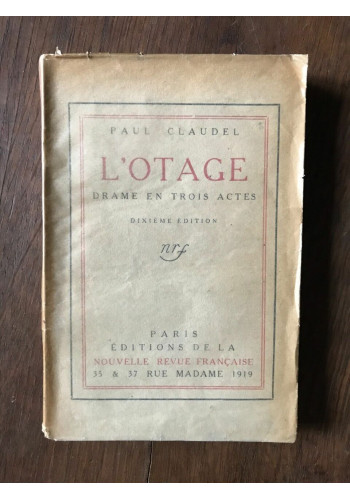 PAUL CLAUDEL
L'OTAGE
DRAME EN TROIS ACTES
DIXIÈME ÉDITION
nrf
PARIS
ÉDITIONS DE LA
NOUVELLE REVUE FRANÇAISE
35 & 37 RUE MADAME 1919